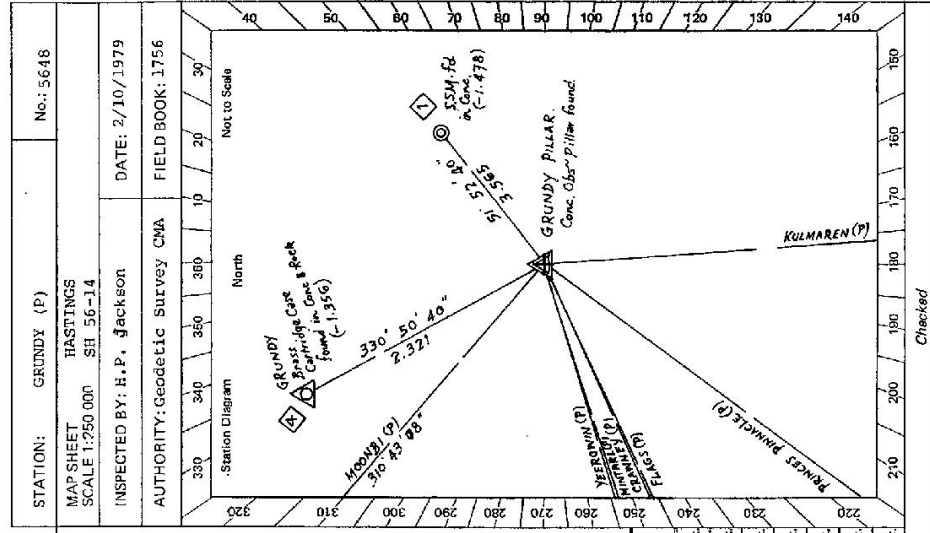 STATION: GRUNDY (P) No.: 5648
MAP SHEET HASTINGS
SCALE 1:250 000 SH 56-14
INSPECTED BY: H.P. Jackson DATE: 2/10/1979
AUTHORITY: Geodetic Survey CMA FIELD BOOK: 1756
330 340 350 360 10 20 30
Station Diagram North Not to Scale
320 310 300 290 280 270 260 250 240 230 220
40 50 60 70 80 90 100 110 120 130 140
4
GRUNDY
Brass Case
Cartridge
found in Conc & Rock
(-1.356)
1
S.S.M. fd
in Conc
(-1.478)
330° 50' 40"
2.321
51° 52' 40"
3.565
MOONBI (P)
310° 43' 08"
GRUNDY PILLAR.
Conc. Obsⁿ pillar found.
YEEROWIN (P)
MINTARLO (P)
CRAWNEY (P)
FLAGS (P)
PRINCES PINNACLE (P)
KULMAREN (P)
210 200 190 180 170 160 150
Checked